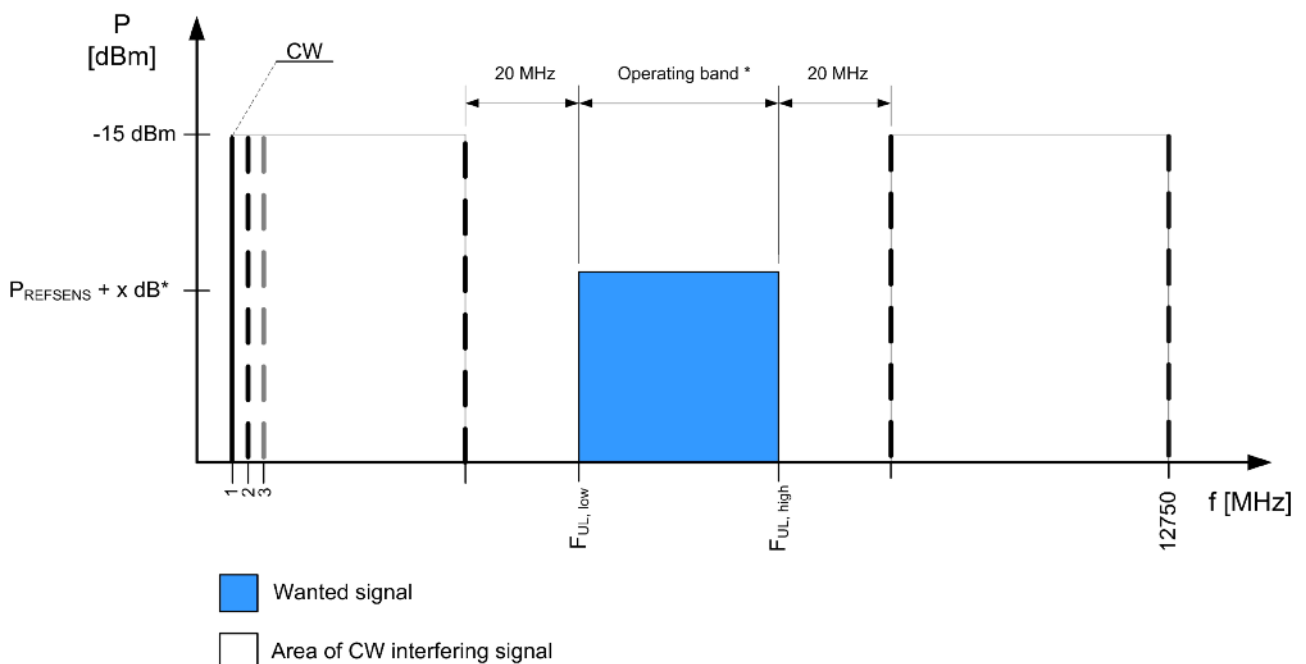 P
[dBm]
CW
20 MHz
Operating band *
20 MHz
-15 dBm
PREFSENS + x dB*
1
2
3
FUL, low
FUL, high
12750
f [MHz]
Wanted signal
Area of CW interfering signal